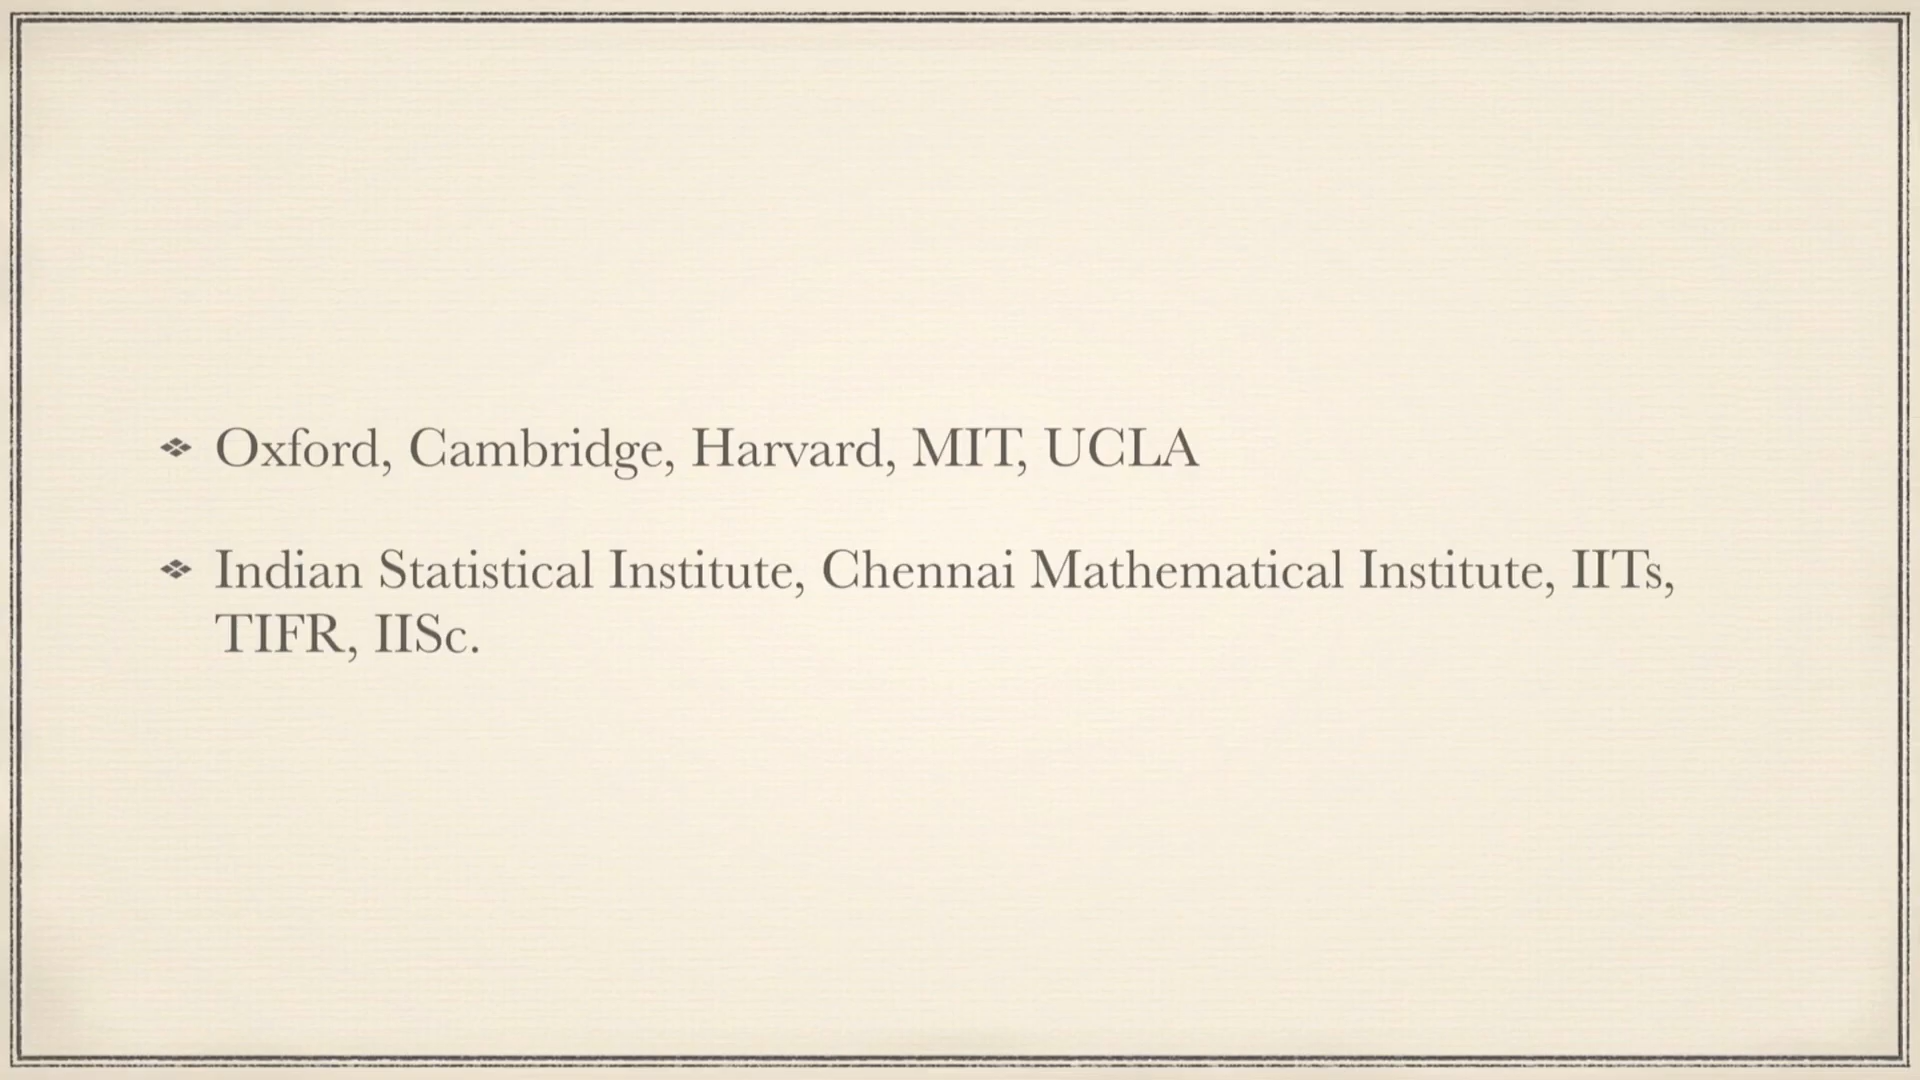 Oxford, Cambridge, Harvard, MIT, UCLA
Indian Statistical Institute, Chennai Mathematical Institute, IITs,
TIFR, IISc.